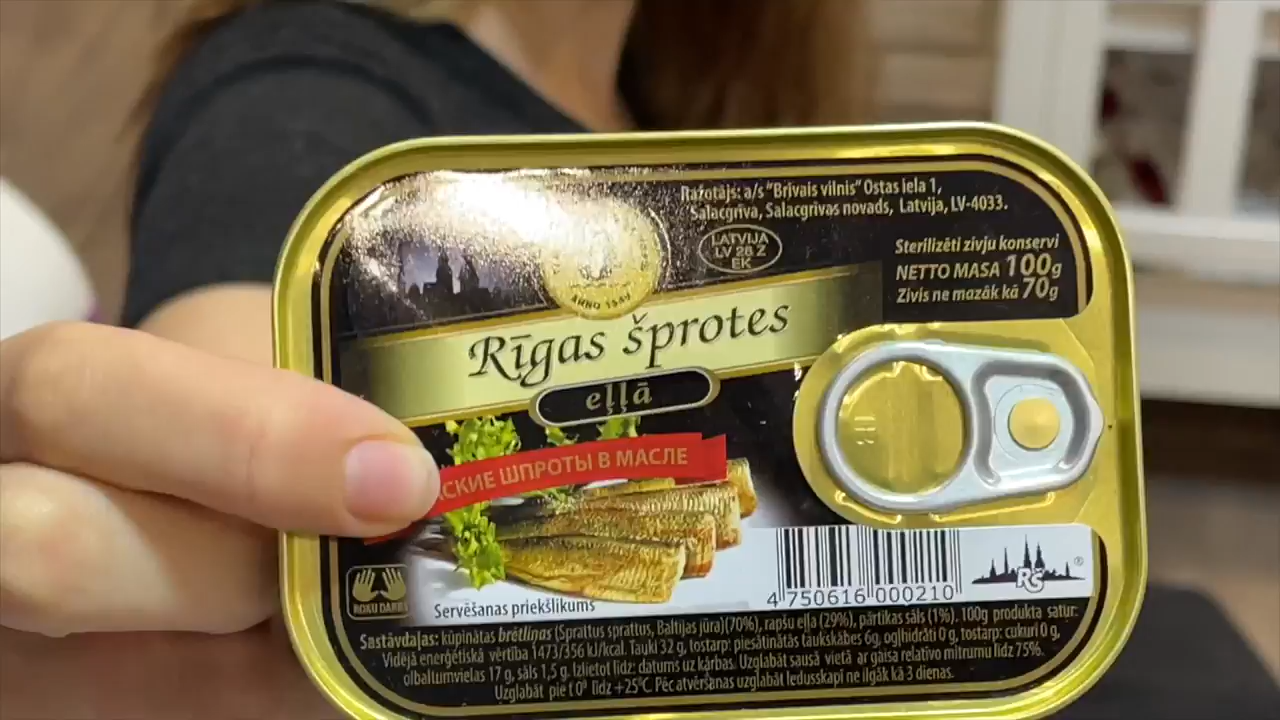 Ražotājs: a/s "Brīvais vilnis" Ostas iela 1,
Salacgrīva, Salacgrīvas novads, Latvija, LV-4033.
LATVIJA
LV 26 Z
EK
Sterilizēti zivju konservi
NETTO MASA 100g
Zivis ne mazāk kā 70g
ANNO 1849
Rīgas šprotes
eļļā
СКИЕ ШПРОТЫ В МАСЛЕ
ROKU DARBS
Servēšanas priekšlikums
4 750616 000210
RŠ ®
Sastāvdaļas: kūpinātas brētliņas (Sprattus sprattus, Baltijas jūra)(70%), rapšu eļļa (29%), pārtikas sāls (1%). 100g produkta satur:
Vidējā enerģētiskā vērtība 1473/356 kJ/kcal. Tauki 32 g, tostarp: piesātinātās taukskābes 6g, ogļhidrāti 0 g, tostarp: cukuri 0 g,
olbaltumvielas 17 g, sāls 1,5 g. Izlietot līdz: datums uz kārbas. Uzglabāt sausā vietā ar gaisa relatīvo mitrumu līdz 75%.
Uzglabāt pie t 0° līdz +25°C Pēc atvēršanas uzglabāt ledusskapī ne ilgāk kā 3 dienas.